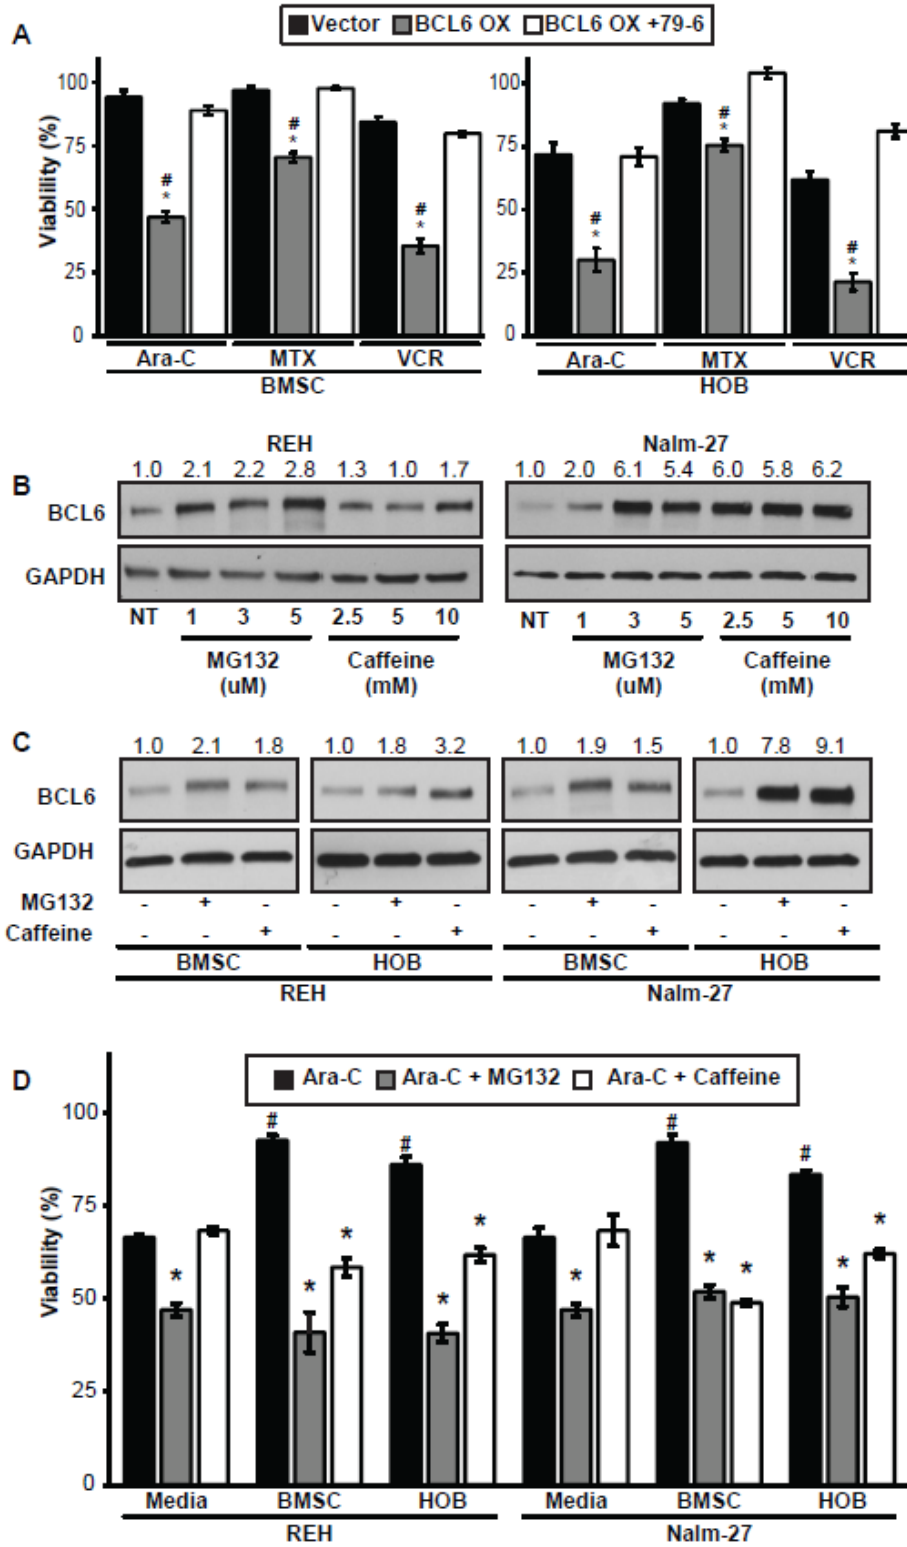 A
Vector BCL6 OX BCL6 OX +79-6
Viablility (%)
100 75 50 25 0
# * # * # *
Ara-C MTX VCR
BMSC
100 75 50 25 0
# * # * # *
Ara-C MTX VCR
HOB
B
REH Nalm-27
1.0 2.1 2.2 2.8 1.3 1.0 1.7 1.0 2.0 6.1 5.4 6.0 5.8 6.2
BCL6
GAPDH
NT 1 3 5 2.5 5 10 NT 1 3 5 2.5 5 10
MG132 Caffeine MG132 Caffeine
(uM) (mM) (uM) (mM)
C
1.0 2.1 1.8 1.0 1.8 3.2 1.0 1.9 1.5 1.0 7.8 9.1
BCL6
GAPDH
MG132 - + - + - + - +
Caffeine - + - + - + - +
BMSC HOB BMSC HOB
REH Nalm-27
D
Ara-C Ara-C + MG132 Ara-C + Caffeine
Viablility (%)
100 75 50 25 0
# # # #
* * * * * * * * * *
Media BMSC HOB Media BMSC HOB
REH Nalm-27